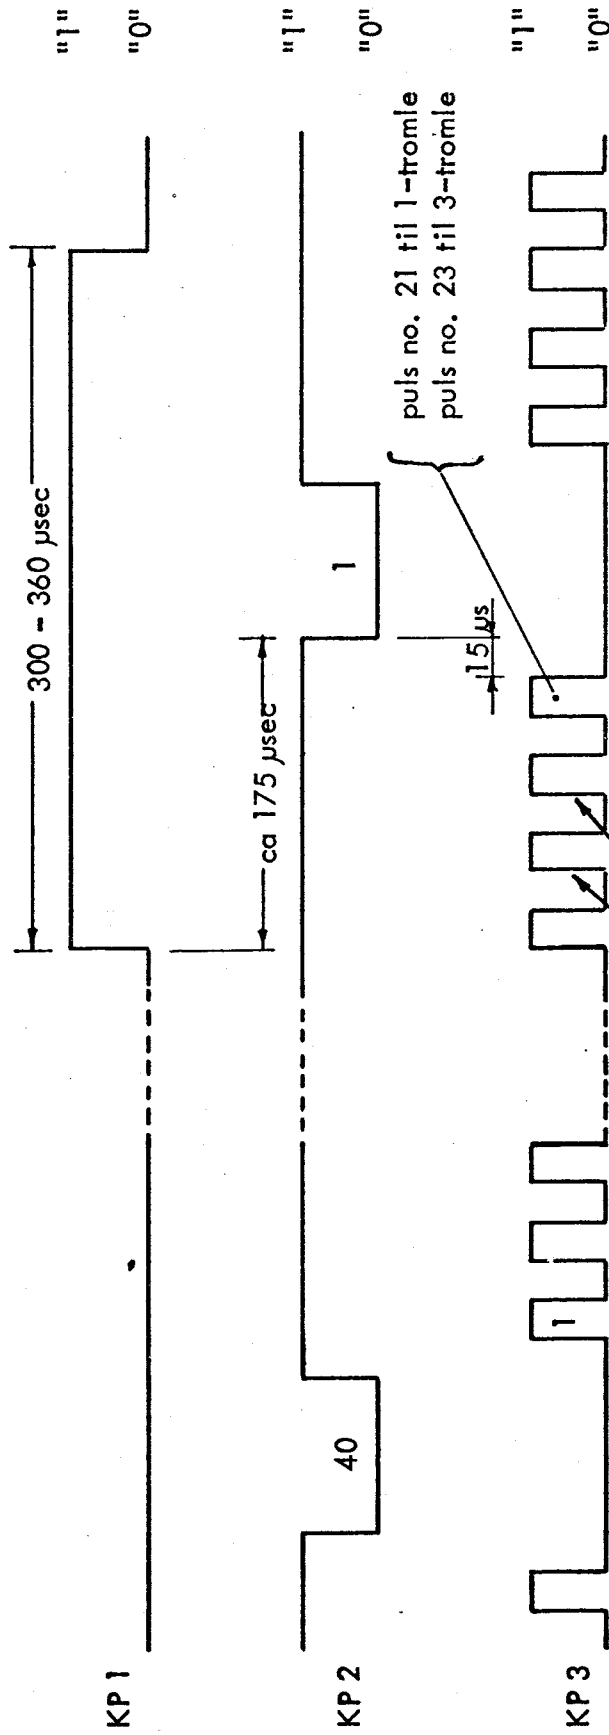 KP 1
300 - 360 µsec
"1"
"0"
ca 175 µsec
KP 2
40
1
"1"
"0"
15 µs
puls no. 21 til 1-tromle
puls no. 23 til 3-tromle
KP 3
1
"1"
"0"